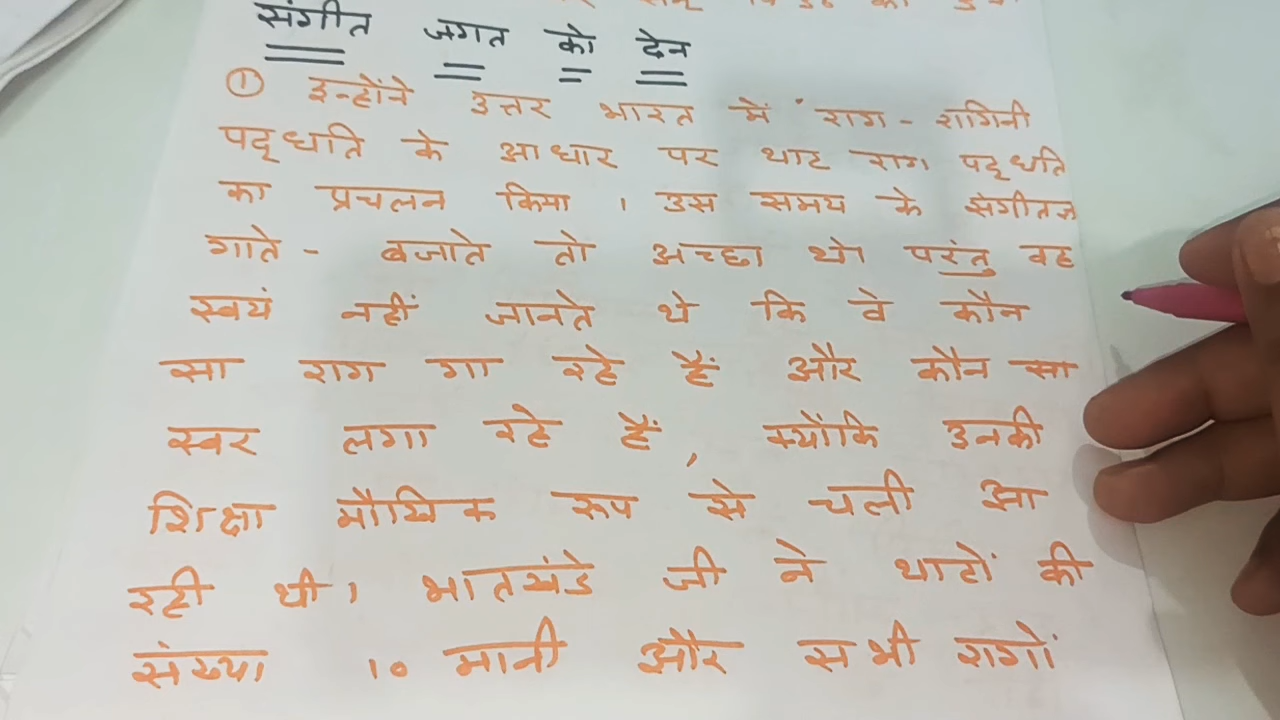 संगीत जगत को देन
① इन्होंने उत्तर भारत में राग - रागिनी
पद्धति के आधार पर थाट राग पद्धति
का प्रचलन किया । उस समय के संगीतज्ञ
गाते - बजाते तो अच्छा थे। परंतु वह
स्वयं नहीं जानते थे कि वे कौन
सा राग गा रहे हैं और कौन सा
स्वर लगा रहे हैं, क्योंकि उनकी
शिक्षा मौखिक रूप से चली आ
रही थी। भातखंडे जी ने थाटों की
संख्या १० मानी और सभी रागों